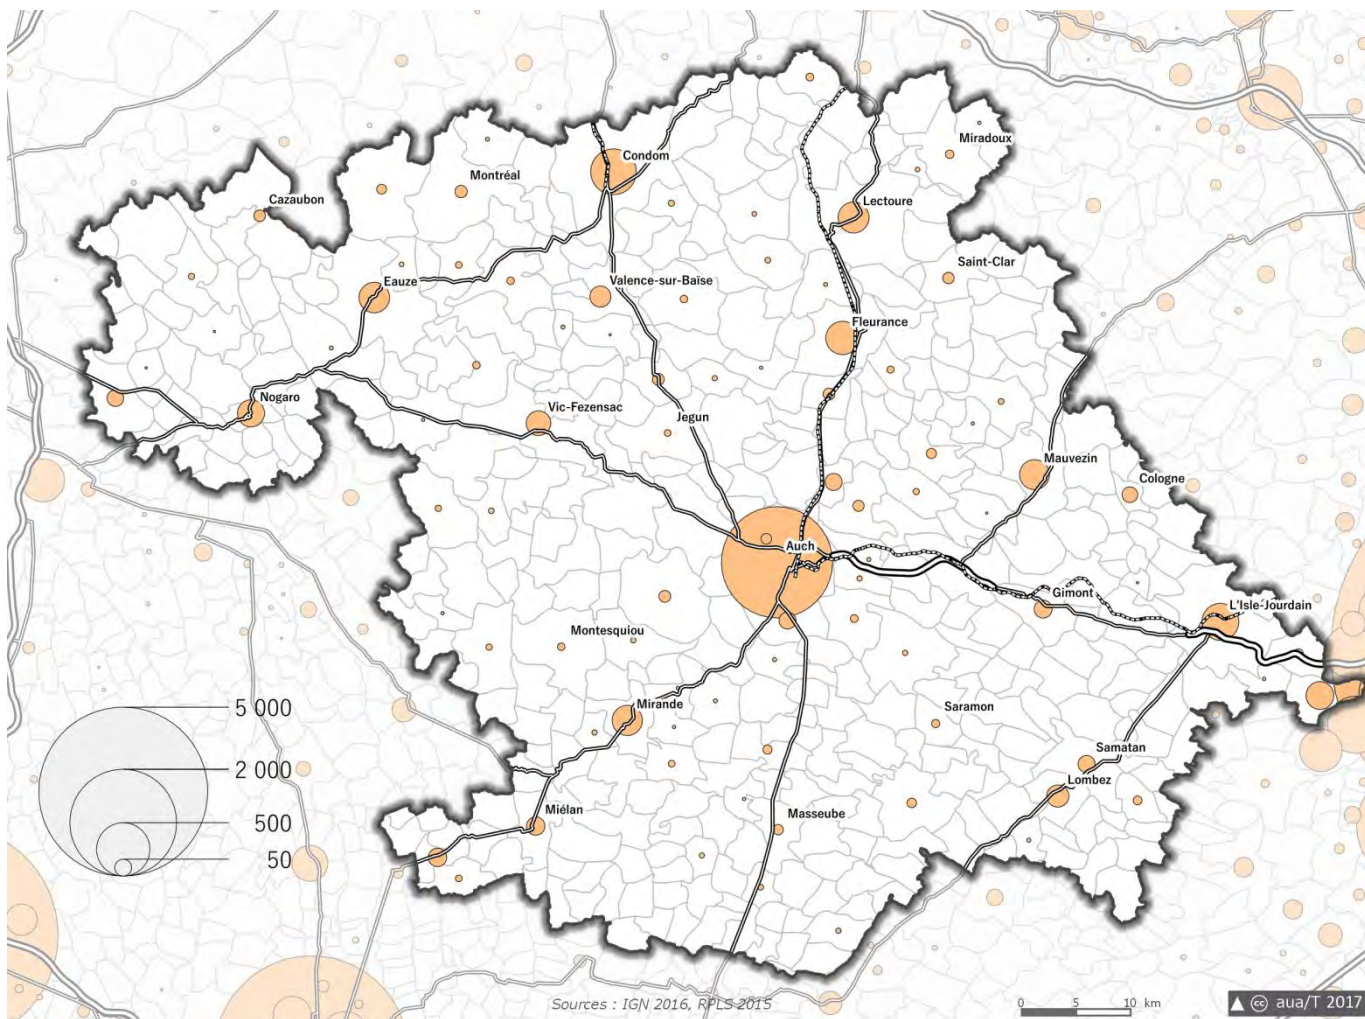 Miradoux
Condom
Montréal
Cazaubon
Lectoure
Saint-Clar
Eauze
Valence-sur-Baïse
Fleurance
Nogaro
Vic-Fezensac
Jegun
Mauvezin
Cologne
Auch
Gimont
L'Isle-Jourdain
Montesquiou
Mirande
Saramon
Samatan
Lombez
Miélan
Masseube
5 000
2 000
500
50
Sources : IGN 2016, RPLS 2015
0 5 10 km
cc aua/T 2017